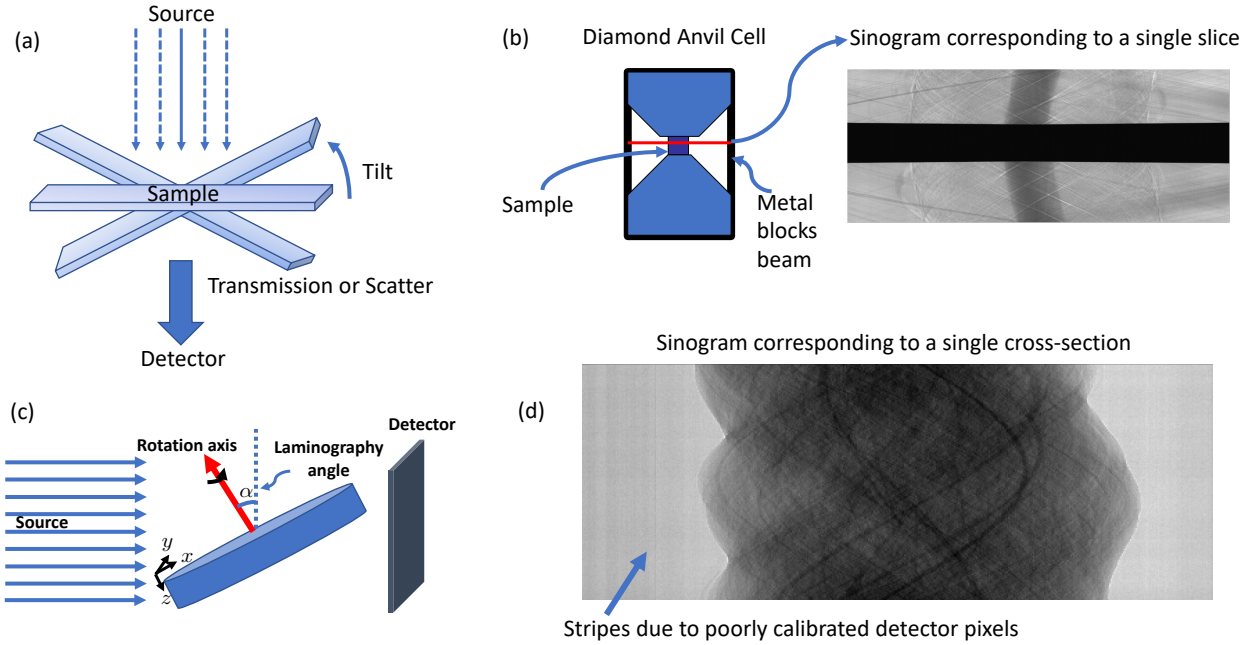 (a)
Source
Sample
Tilt
Transmission or Scatter
Detector
(b)
Diamond Anvil Cell
Sinogram corresponding to a single slice
Sample
Metal
blocks
beam
(c)
Rotation axis
Laminography
angle
α
Detector
Source
y
x
z
Sinogram corresponding to a single cross-section
(d)
Stripes due to poorly calibrated detector pixels